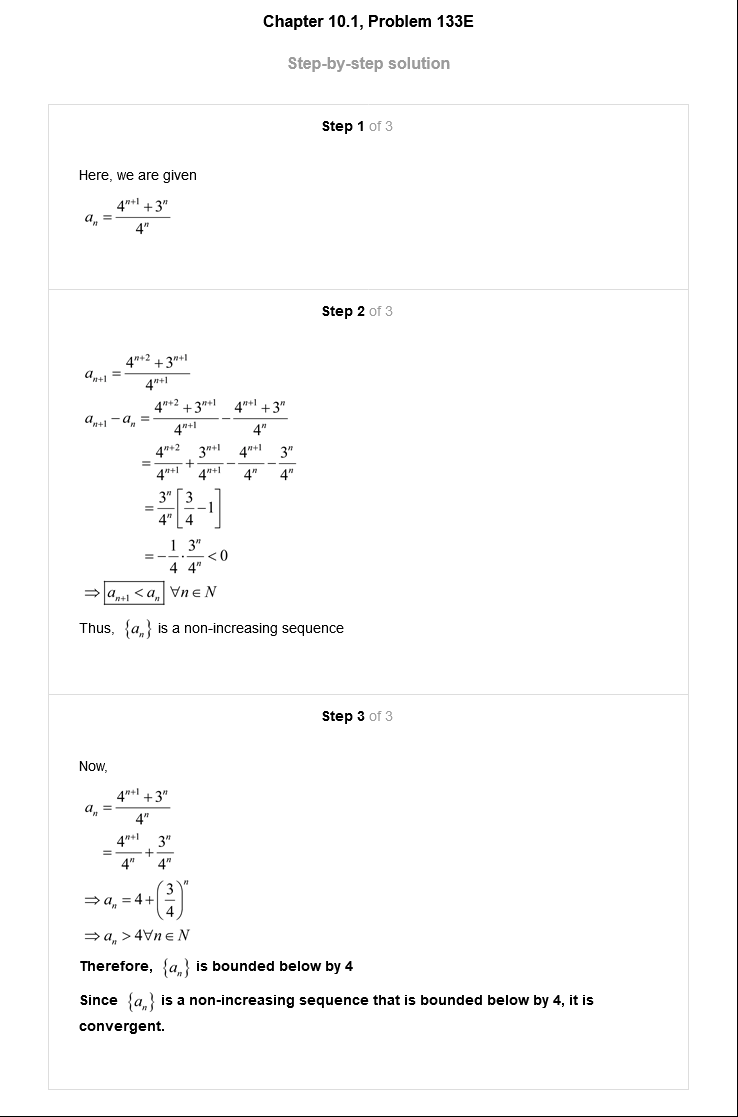 Chapter 10.1, Problem 133E
Step-by-step solution
Step 1 of 3
Here, we are given
a_n = \frac{4^{n+1} + 3^n}{4^n}
Step 2 of 3
a_{n+1} = \frac{4^{n+2} + 3^{n+1}}{4^{n+1}}
a_{n+1} - a_n = \frac{4^{n+2} + 3^{n+1}}{4^{n+1}} - \frac{4^{n+1} + 3^n}{4^n}
= \frac{4^{n+2}}{4^{n+1}} + \frac{3^{n+1}}{4^{n+1}} - \frac{4^{n+1}}{4^n} - \frac{3^n}{4^n}
= \frac{3^n}{4^n} \left[ \frac{3}{4} - 1 \right]
= -\frac{1}{4} \cdot \frac{3^n}{4^n} < 0
⇒ \boxed{a_{n+1} < a_n} ∀n ∈ N
Thus, {a_n} is a non-increasing sequence
Step 3 of 3
Now,
a_n = \frac{4^{n+1} + 3^n}{4^n}
= \frac{4^{n+1}}{4^n} + \frac{3^n}{4^n}
⇒ a_n = 4 + \left( \frac{3}{4} \right)^n
⇒ a_n > 4∀n ∈ N
Therefore, {a_n} is bounded below by 4
Since {a_n} is a non-increasing sequence that is bounded below by 4, it is
convergent.